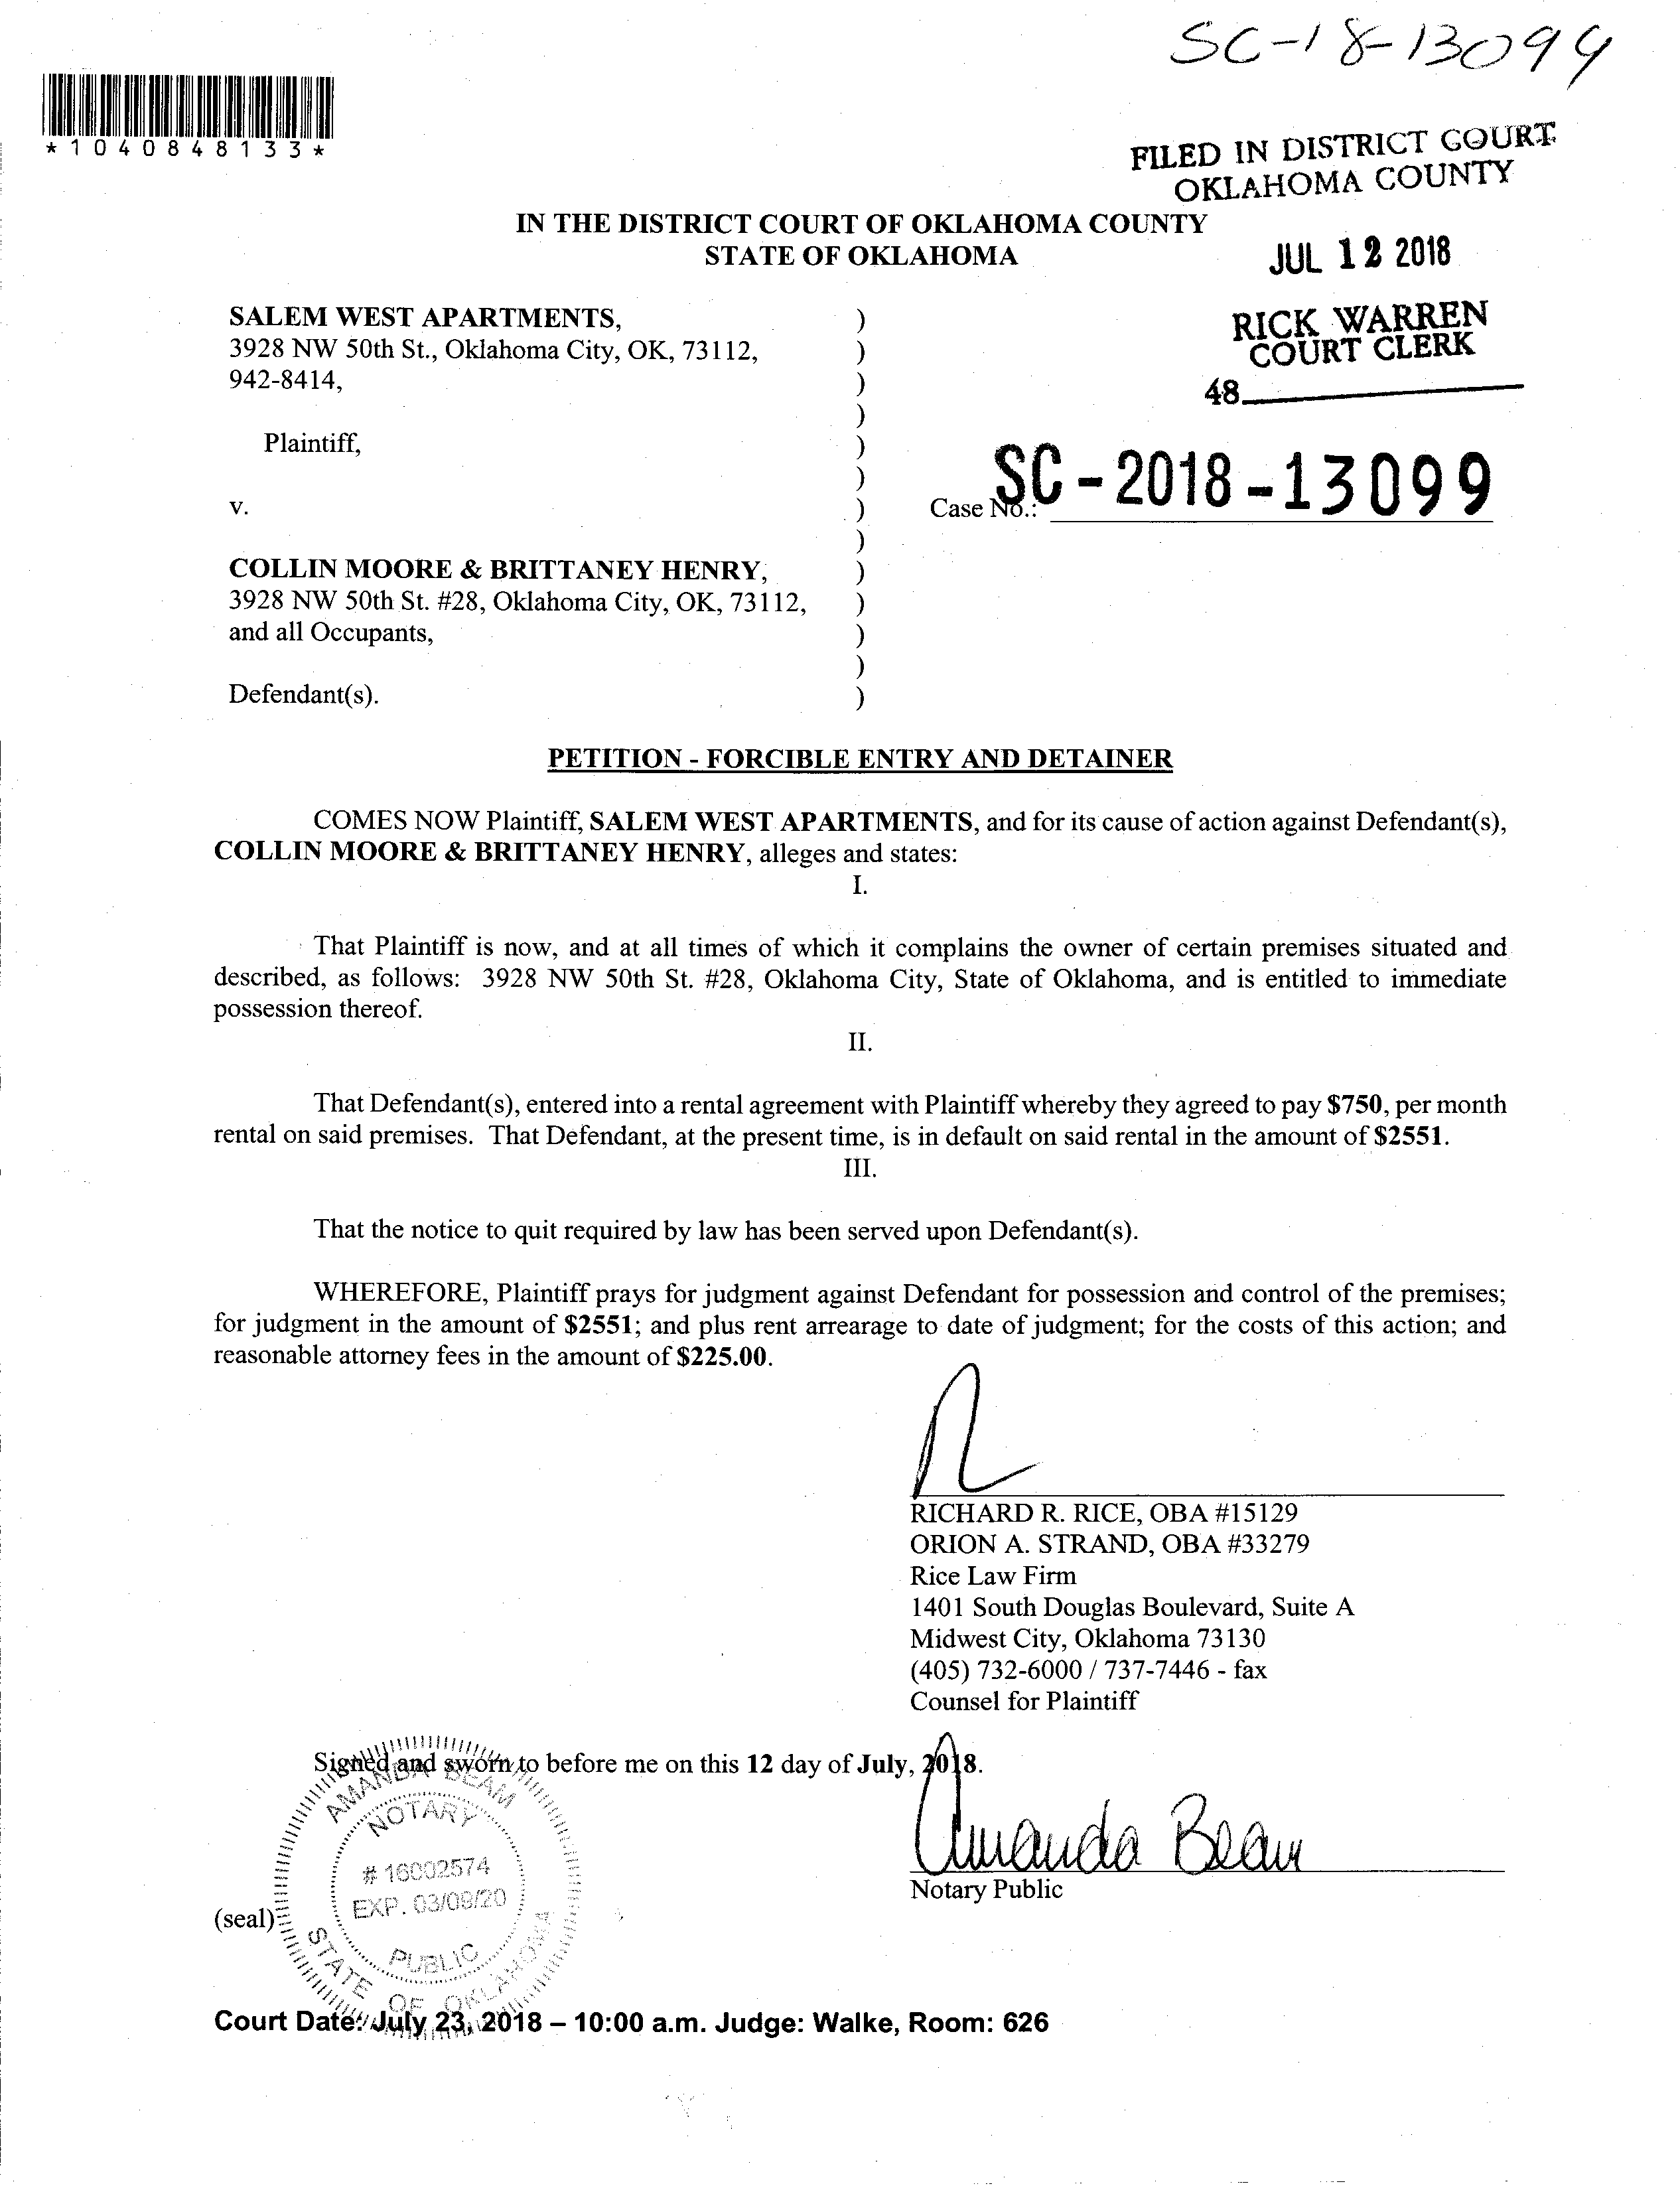 SC-18-13099
*1040848133*
FILED IN DISTRICT COURT
OKLAHOMA COUNTY
IN THE DISTRICT COURT OF OKLAHOMA COUNTY
STATE OF OKLAHOMA
JUL 12 2018
SALEM WEST APARTMENTS, )
3928 NW 50th St., Oklahoma City, OK, 73112, )
942-8414, )
)
RICK WARREN
COURT CLERK
48
Plaintiff, )
)
v. )
Case No.: SC-2018-13099
)
COLLIN MOORE & BRITTANEY HENRY, )
3928 NW 50th St. #28, Oklahoma City, OK, 73112, )
and all Occupants, )
)
Defendant(s). )
PETITION - FORCIBLE ENTRY AND DETAINER
COMES NOW Plaintiff, SALEM WEST APARTMENTS, and for its cause of action against Defendant(s),
COLLIN MOORE & BRITTANEY HENRY, alleges and states:
I.
That Plaintiff is now, and at all times of which it complains the owner of certain premises situated and
described, as follows: 3928 NW 50th St. #28, Oklahoma City, State of Oklahoma, and is entitled to immediate
possession thereof.
II.
That Defendant(s), entered into a rental agreement with Plaintiff whereby they agreed to pay $750, per month
rental on said premises. That Defendant, at the present time, is in default on said rental in the amount of $2551.
III.
That the notice to quit required by law has been served upon Defendant(s).
WHEREFORE, Plaintiff prays for judgment against Defendant for possession and control of the premises;
for judgment in the amount of $2551; and plus rent arrearage to date of judgment; for the costs of this action; and
reasonable attorney fees in the amount of $225.00.
RICHARD R. RICE, OBA #15129
ORION A. STRAND, OBA #33279
Rice Law Firm
1401 South Douglas Boulevard, Suite A
Midwest City, Oklahoma 73130
(405) 732-6000 / 737-7446 - fax
Counsel for Plaintiff
Signed and sworn to before me on this 12 day of July, 2018.
AMANDA BEAM
NOTARY
# 16002574
EXP. 03/09/20
PUBLIC
STATE OF OKLAHOMA
Amanda Beam
Notary Public
(seal)
Court Date: July 23, 2018 – 10:00 a.m. Judge: Walke, Room: 626